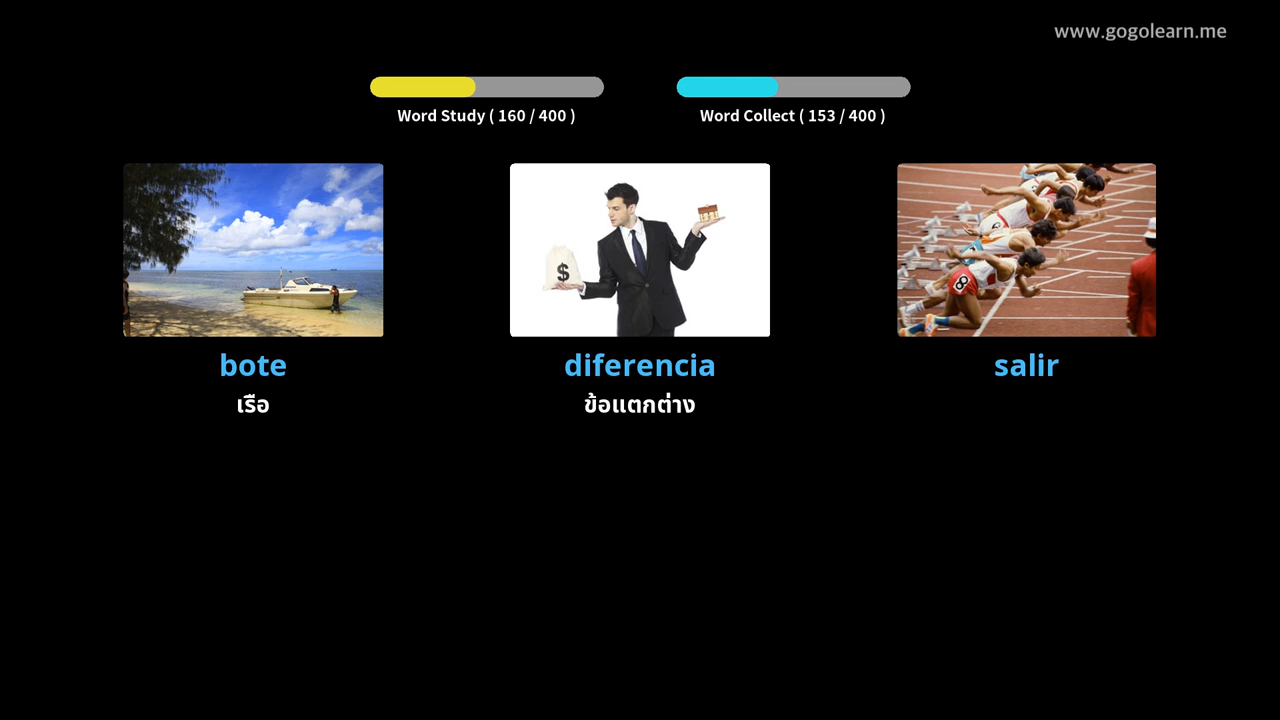 www.gogolearn.me
Word Study ( 160 / 400 )
Word Collect ( 153 / 400 )
$
8
bote
diferencia
salir
เรือ
ข้อแตกต่าง